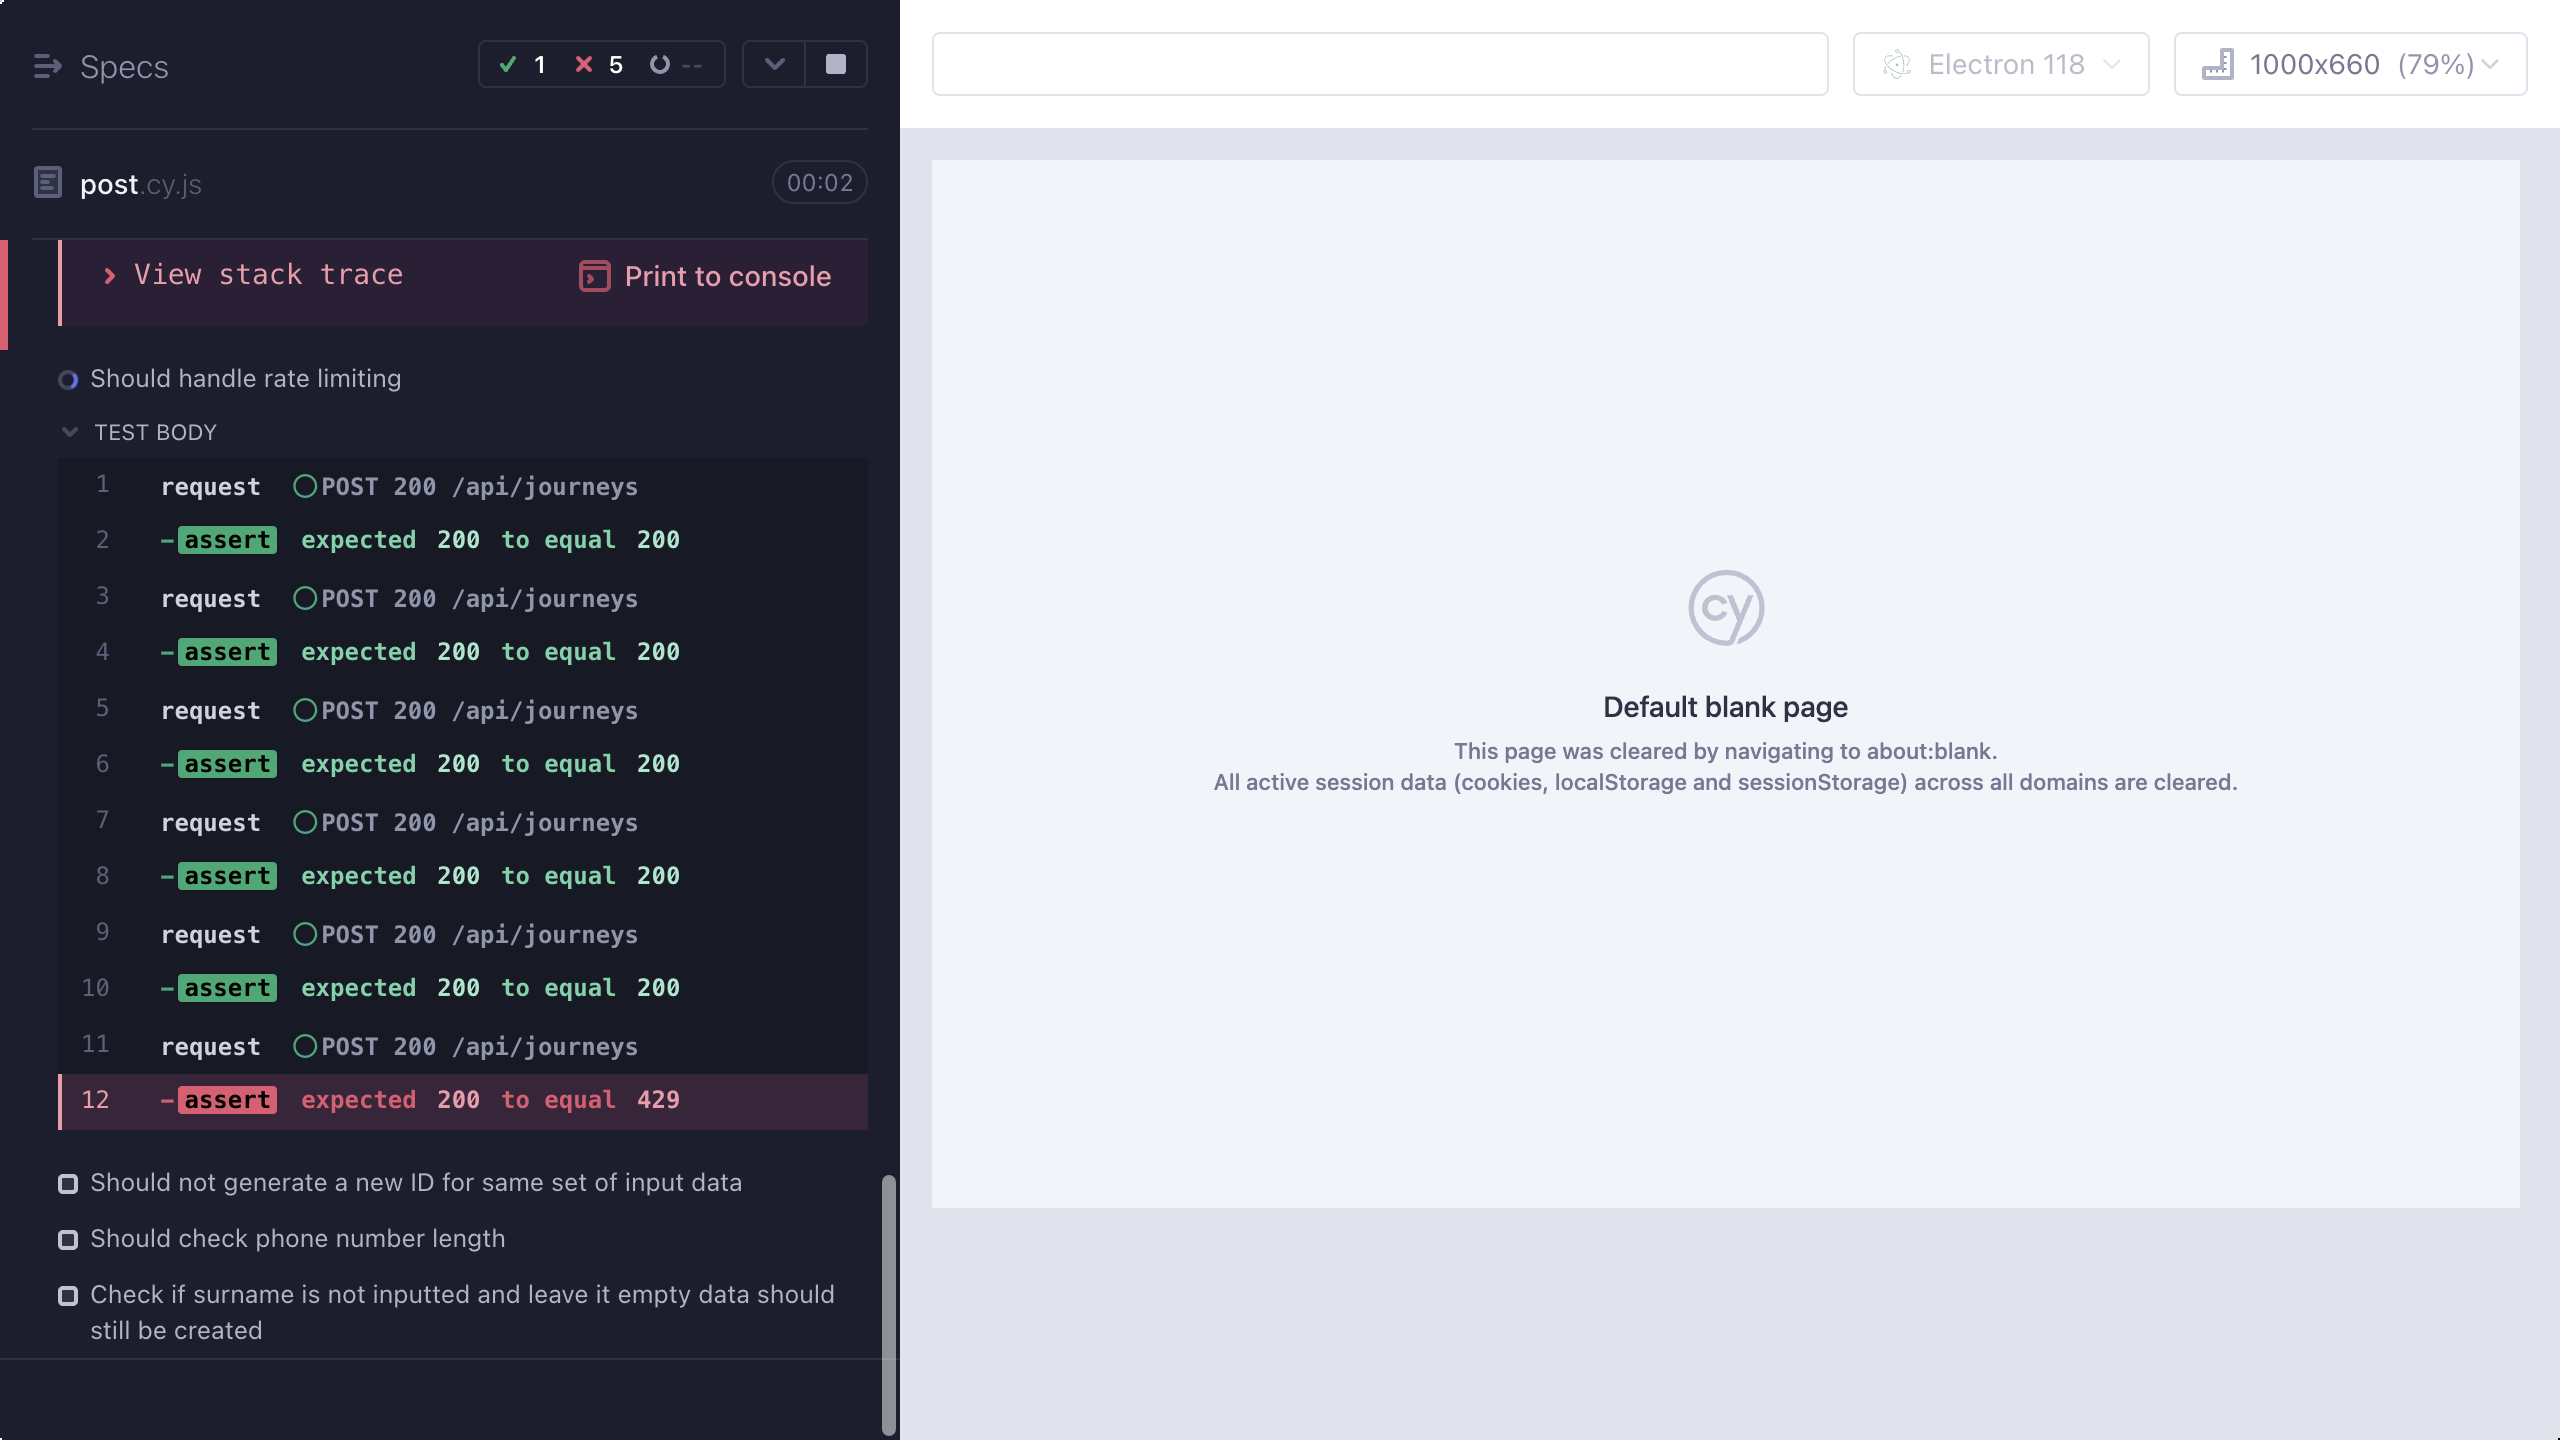 Specs
1 5 --
post.cy.js 00:02
View stack trace Print to console
Should handle rate limiting
TEST BODY
1 request POST 200 /api/journeys
2 -assert expected 200 to equal 200
3 request POST 200 /api/journeys
4 -assert expected 200 to equal 200
5 request POST 200 /api/journeys
6 -assert expected 200 to equal 200
7 request POST 200 /api/journeys
8 -assert expected 200 to equal 200
9 request POST 200 /api/journeys
10 -assert expected 200 to equal 200
11 request POST 200 /api/journeys
12 -assert expected 200 to equal 429
Should not generate a new ID for same set of input data
Should check phone number length
Check if surname is not inputted and leave it empty data should
still be created
Electron 118
1000x660 (79%)
cy
Default blank page
This page was cleared by navigating to about:blank.
All active session data (cookies, localStorage and sessionStorage) across all domains are cleared.